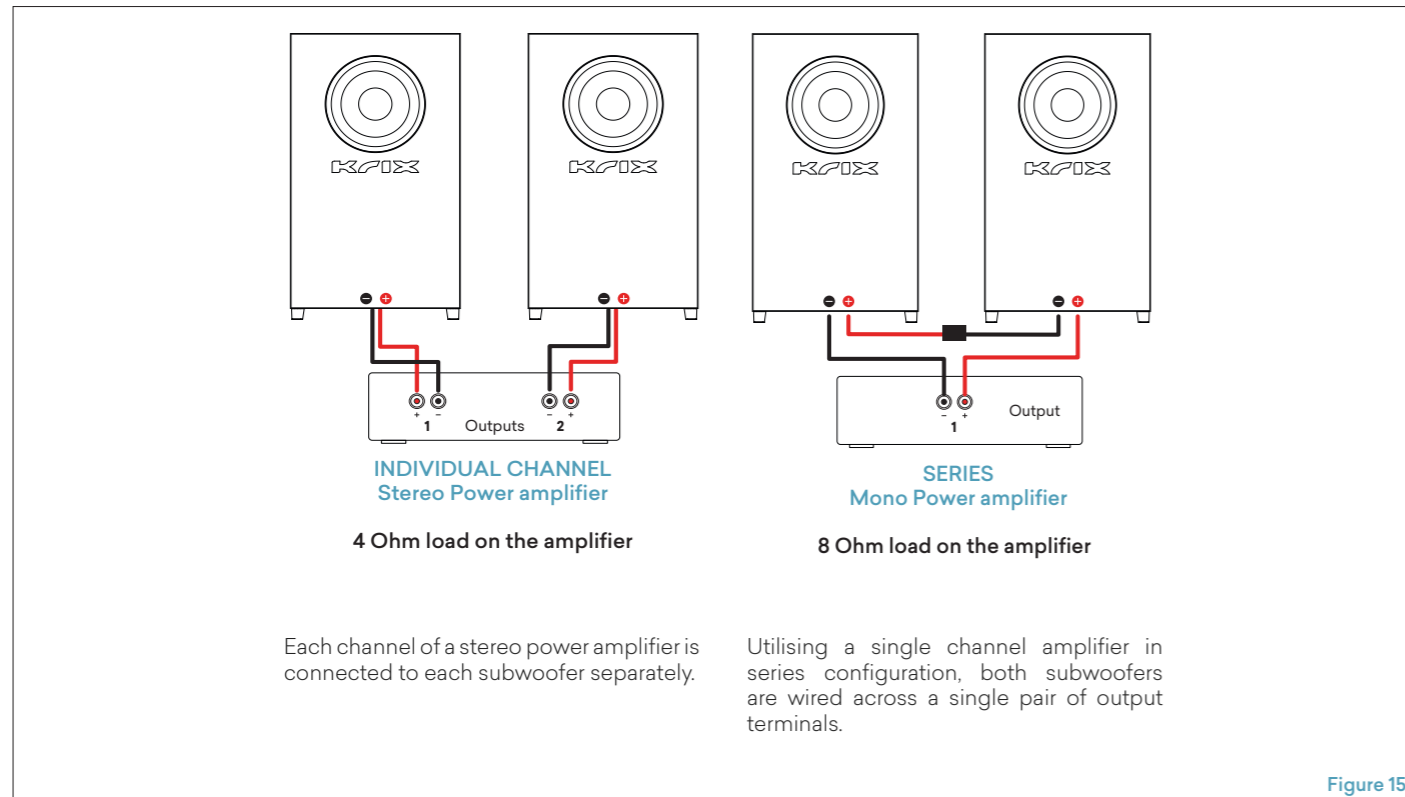 KRIX KRIX KRIX KRIX
− + − + − + − +
+ − − + − +
1 Outputs 2
1 Output
INDIVIDUAL CHANNEL
Stereo Power amplifier
4 Ohm load on the amplifier
SERIES
Mono Power amplifier
8 Ohm load on the amplifier
Each channel of a stereo power amplifier is
connected to each subwoofer separately.
Utilising a single channel amplifier in
series configuration, both subwoofers
are wired across a single pair of output
terminals.
Figure 15